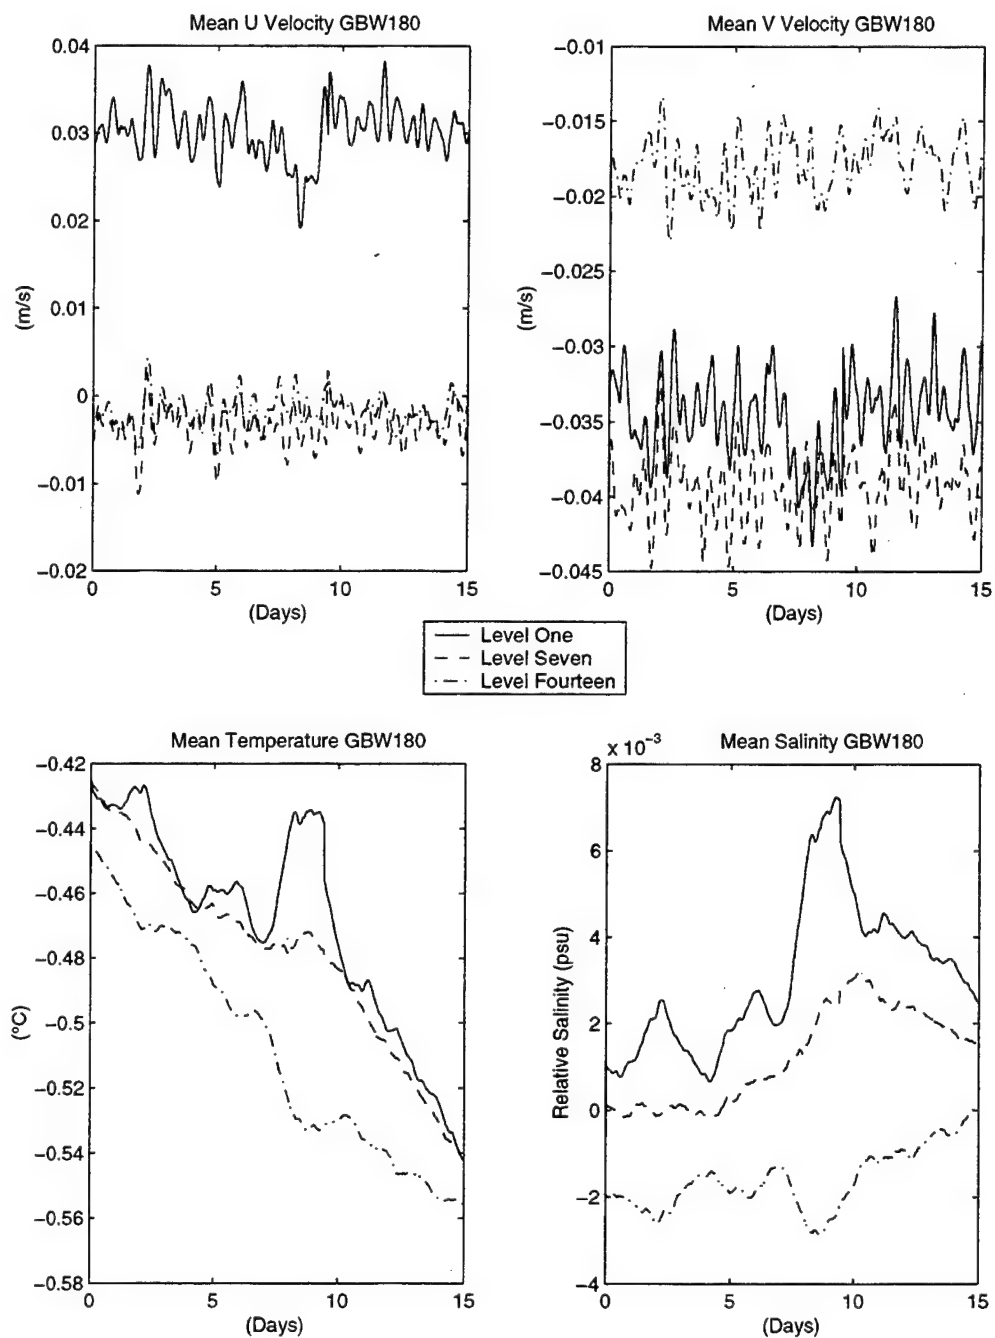 Mean U Velocity GBW180
Mean V Velocity GBW180
0.04
0.03
0.02
0.01
0
−0.01
−0.02
(m/s)
0 5 10 15
(Days)
−0.01
−0.015
−0.02
−0.025
−0.03
−0.035
−0.04
−0.045
(m/s)
0 5 10 15
(Days)
Level One
Level Seven
Level Fourteen
Mean Temperature GBW180
−0.42
−0.44
−0.46
−0.48
−0.5
−0.52
−0.54
−0.56
−0.58
(°C)
0 5 10 15
(Days)
x 10⁻³
Mean Salinity GBW180
8
6
4
2
0
−2
−4
Relative Salinity (psu)
0 5 10 15
(Days)